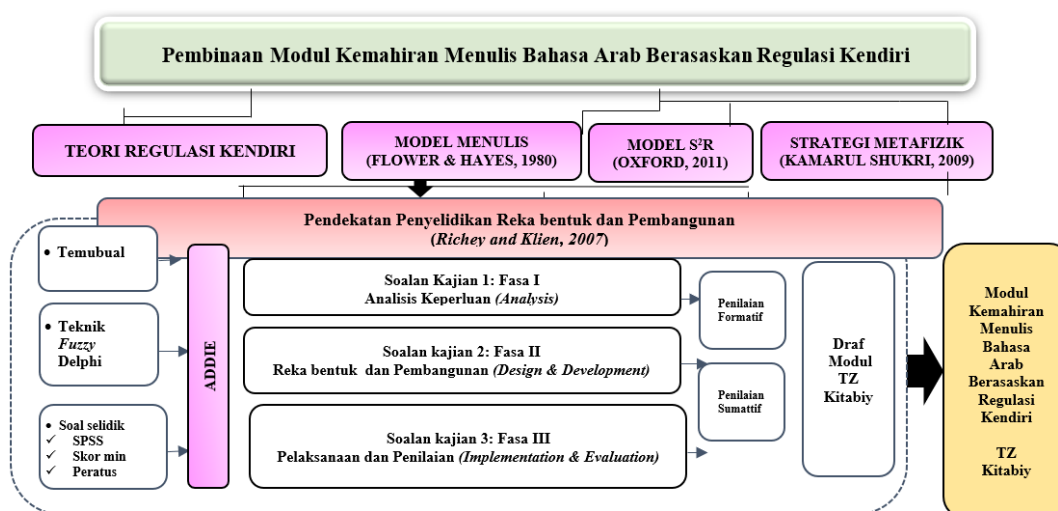 Pembinaan Modul Kemahiran Menulis Bahasa Arab Berasaskan Regulasi Kendiri
TEORI REGULASI KENDIRI
MODEL MENULIS
(FLOWER & HAYES, 1980)
MODEL S²R
(OXFORD, 2011)
STRATEGI METAFIZIK
(KAMARUL SHUKRI, 2009)
Pendekatan Penyelidikan Reka bentuk dan Pembangunan
(Richey and Klien, 2007)
• Temubual
• Teknik
Fuzzy
Delphi
• Soal selidik
✓ SPSS
✓ Skor min
✓ Peratus
ADDIE
Soalan Kajian 1: Fasa I
Analisis Keperluan (Analysis)
Soalan kajian 2: Fasa II
Reka bentuk dan Pembangunan (Design & Development)
Soalan kajian 3: Fasa III
Pelaksanaan dan Penilaian (Implementation & Evaluation)
Penilaian
Formatif
Penilaian
Sumattif
Draf
Modul
TZ
Kitabiy
Modul
Kemahiran
Menulis
Bahasa
Arab
Berasaskan
Regulasi
Kendiri
TZ
Kitabiy